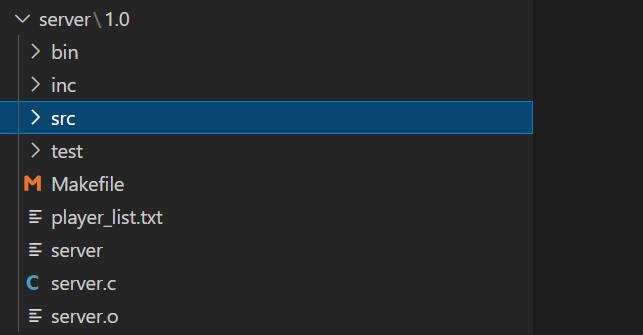 server\1.0
bin
inc
src
test
Makefile
player_list.txt
server
server.c
server.o